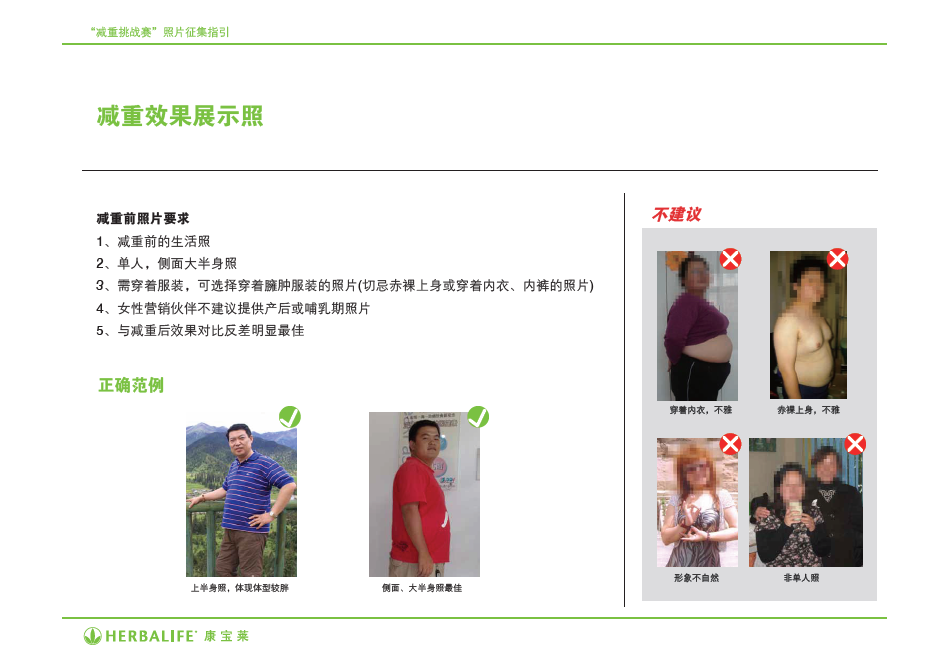 “减重挑战赛” 照片征集指引
减重效果展示照
减重前照片要求
1、减重前的生活照
2、单人，侧面大半身照
3、需穿着服装，可选择穿着臃肿服装的照片(切忌赤裸上身或穿着内衣、内裤的照片)
4、女性营销伙伴不建议提供产后或哺乳期照片
5、与减重后效果对比反差明显最佳
正确范例
上半身照，体现体型较胖
侧面、大半身照最佳
不建议
穿着内衣，不雅
赤裸上身，不雅
形象不自然
非单人照
HERBALIFE 康宝莱